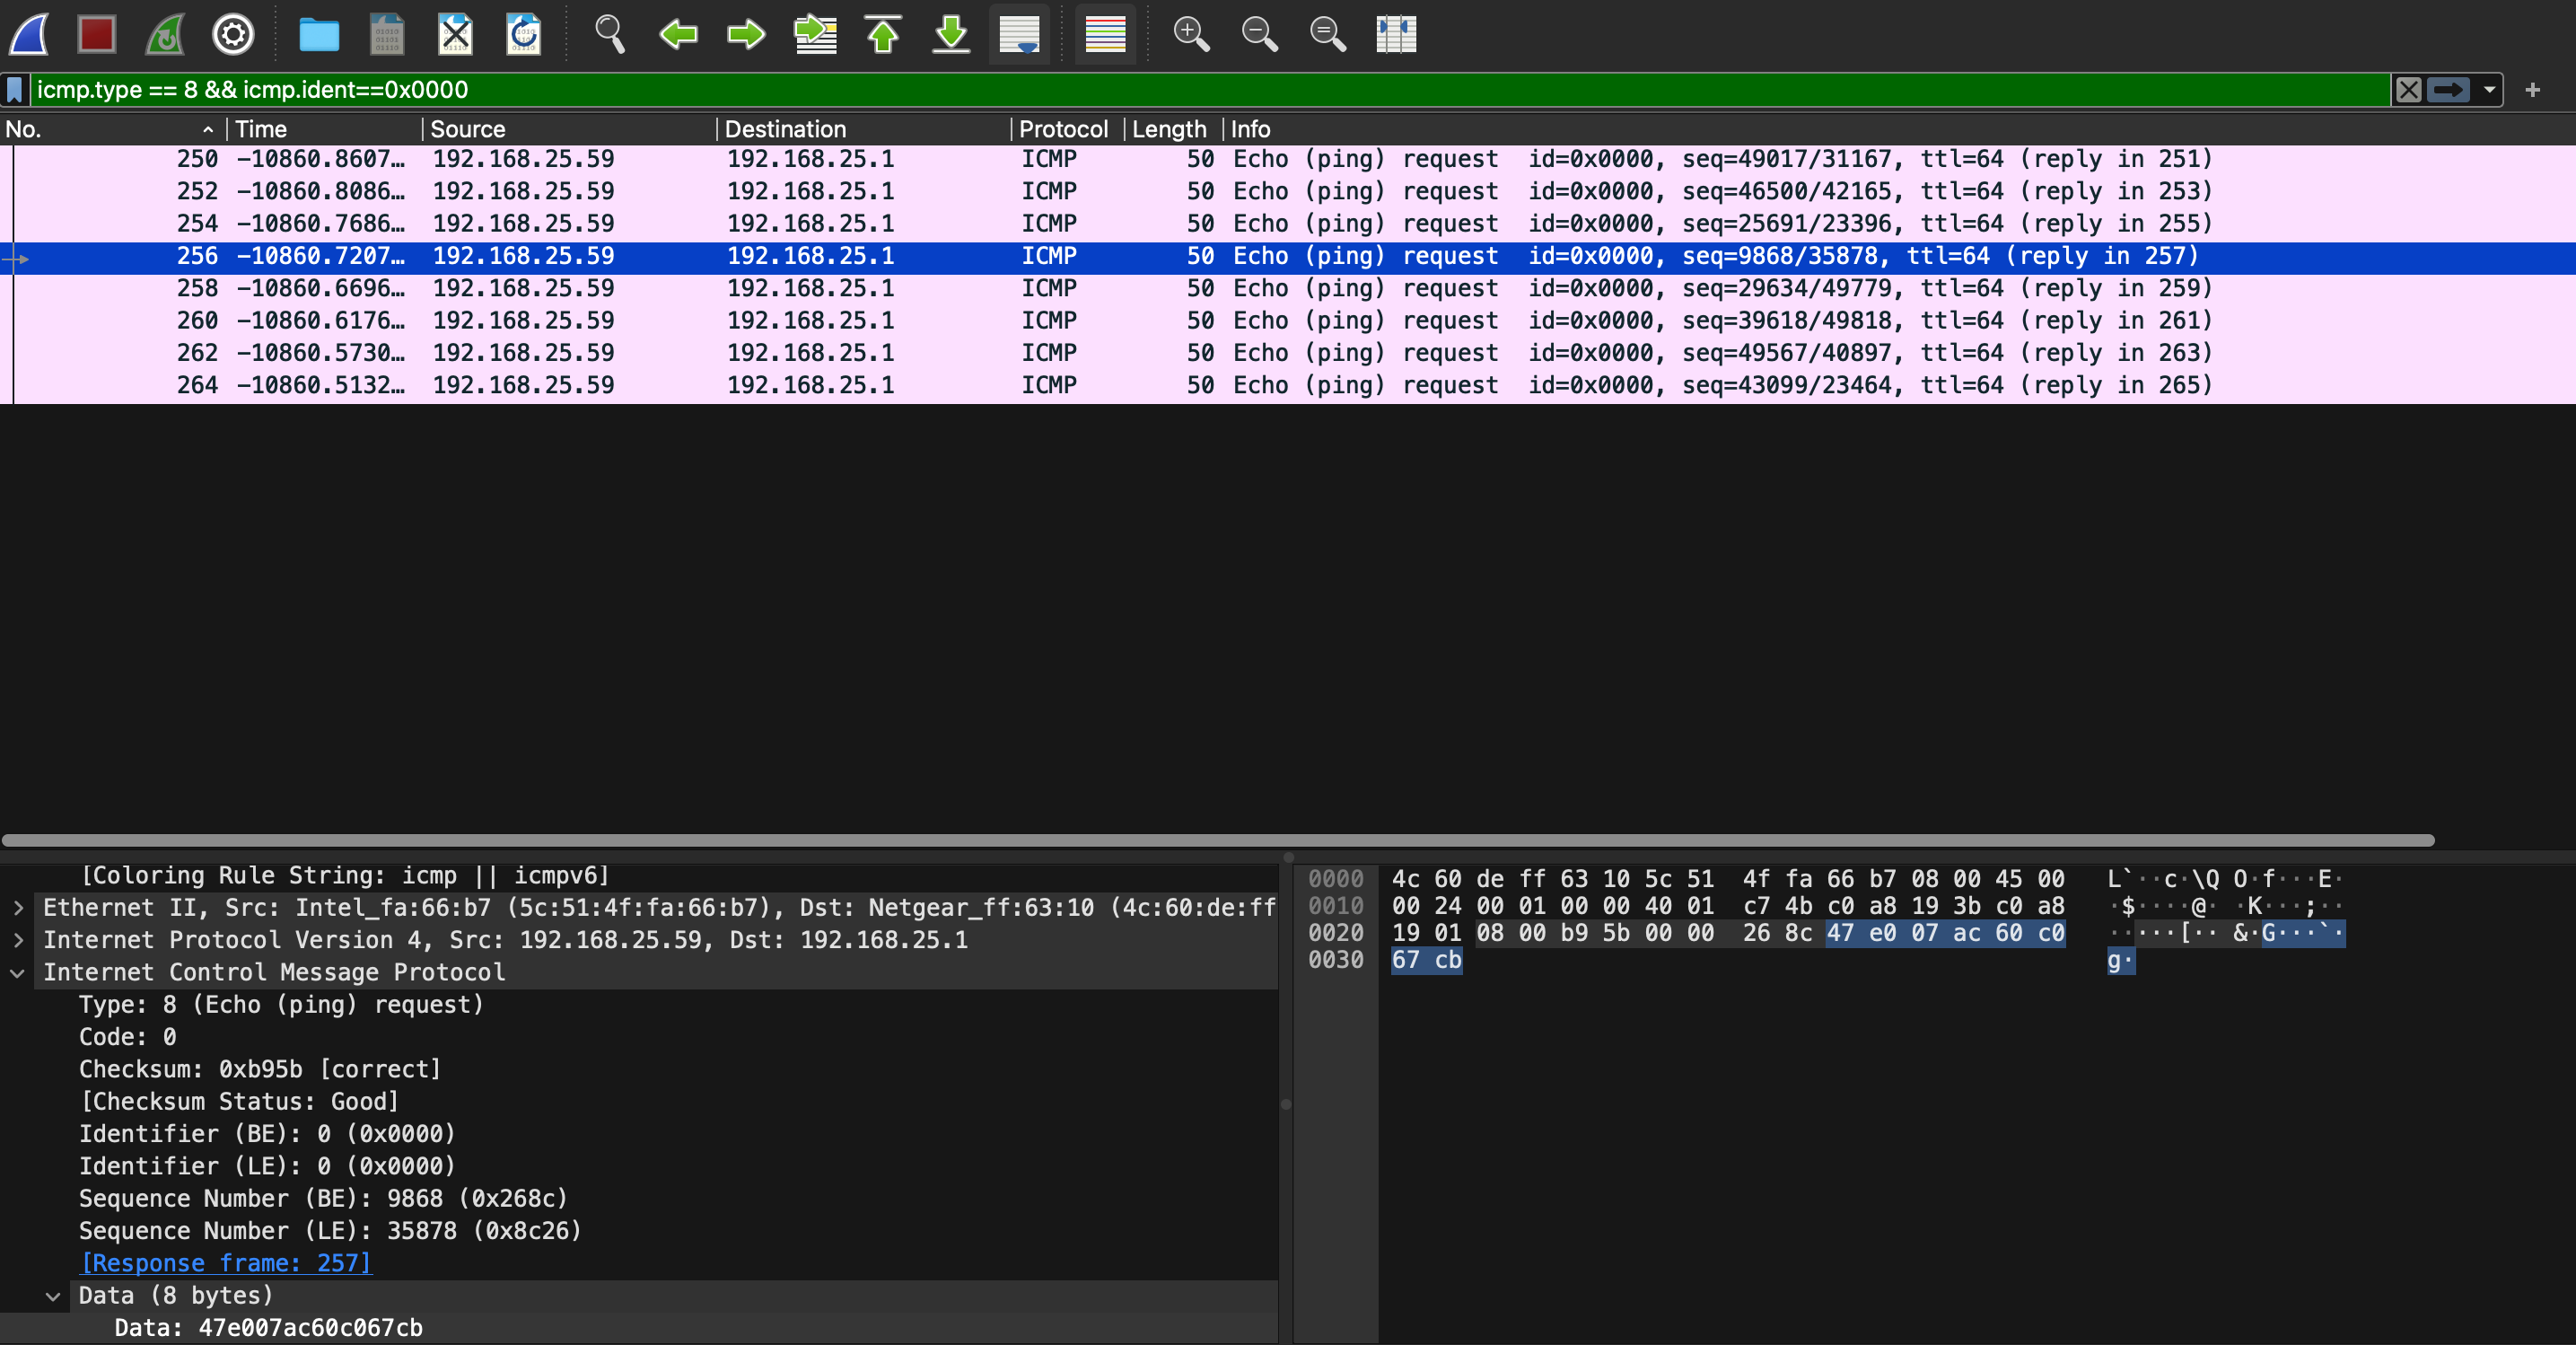 icmp.type == 8 && icmp.ident==0x0000
No. Time Source Destination Protocol Length Info
250 -10860.8607… 192.168.25.59 192.168.25.1 ICMP 50 Echo (ping) request id=0x0000, seq=49017/31167, ttl=64 (reply in 251)
252 -10860.8086… 192.168.25.59 192.168.25.1 ICMP 50 Echo (ping) request id=0x0000, seq=46500/42165, ttl=64 (reply in 253)
254 -10860.7686… 192.168.25.59 192.168.25.1 ICMP 50 Echo (ping) request id=0x0000, seq=25691/23396, ttl=64 (reply in 255)
256 -10860.7207… 192.168.25.59 192.168.25.1 ICMP 50 Echo (ping) request id=0x0000, seq=9868/35878, ttl=64 (reply in 257)
258 -10860.6696… 192.168.25.59 192.168.25.1 ICMP 50 Echo (ping) request id=0x0000, seq=29634/49779, ttl=64 (reply in 259)
260 -10860.6176… 192.168.25.59 192.168.25.1 ICMP 50 Echo (ping) request id=0x0000, seq=39618/49818, ttl=64 (reply in 261)
262 -10860.5730… 192.168.25.59 192.168.25.1 ICMP 50 Echo (ping) request id=0x0000, seq=49567/40897, ttl=64 (reply in 263)
264 -10860.5132… 192.168.25.59 192.168.25.1 ICMP 50 Echo (ping) request id=0x0000, seq=43099/23464, ttl=64 (reply in 265)
[Coloring Rule String: icmp || icmpv6]
Ethernet II, Src: Intel_fa:66:b7 (5c:51:4f:fa:66:b7), Dst: Netgear_ff:63:10 (4c:60:de:ff
Internet Protocol Version 4, Src: 192.168.25.59, Dst: 192.168.25.1
Internet Control Message Protocol
Type: 8 (Echo (ping) request)
Code: 0
Checksum: 0xb95b [correct]
[Checksum Status: Good]
Identifier (BE): 0 (0x0000)
Identifier (LE): 0 (0x0000)
Sequence Number (BE): 9868 (0x268c)
Sequence Number (LE): 35878 (0x8c26)
[Response frame: 257]
Data (8 bytes)
Data: 47e007ac60c067cb
0000 4c 60 de ff 63 10 5c 51 4f fa 66 b7 08 00 45 00 L`··c·\Q O·f···E·
0010 00 24 00 01 00 00 40 01 c7 4b c0 a8 19 3b c0 a8 ·$····@· ·K···;··
0020 19 01 08 00 b9 5b 00 00 26 8c 47 e0 07 ac 60 c0 ·····[·· &·G···`·
0030 67 cb g·